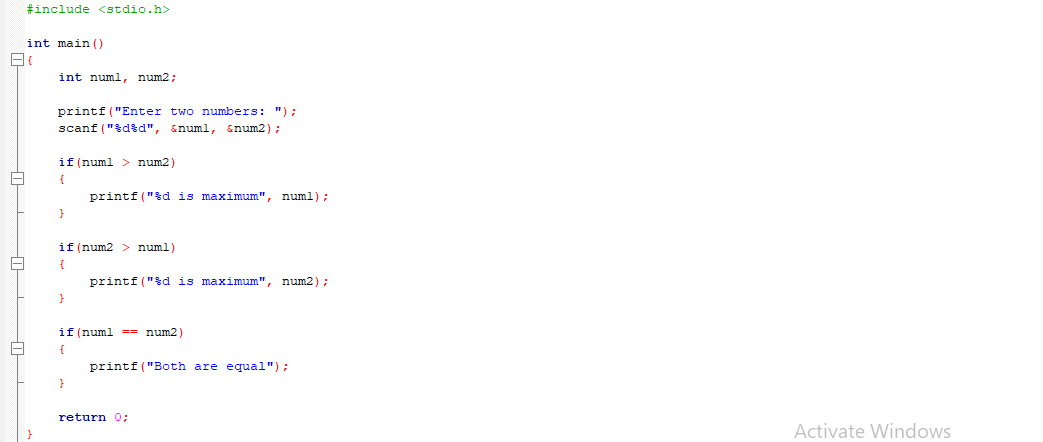 #include <stdio.h>
int main()
{
int num1, num2;
printf("Enter two numbers: ");
scanf("%d%d", &num1, &num2);
if(num1 > num2)
{
printf("%d is maximum", num1);
}
if(num2 > num1)
{
printf("%d is maximum", num2);
}
if(num1 == num2)
{
printf("Both are equal");
}
return 0;
}
Activate Windows